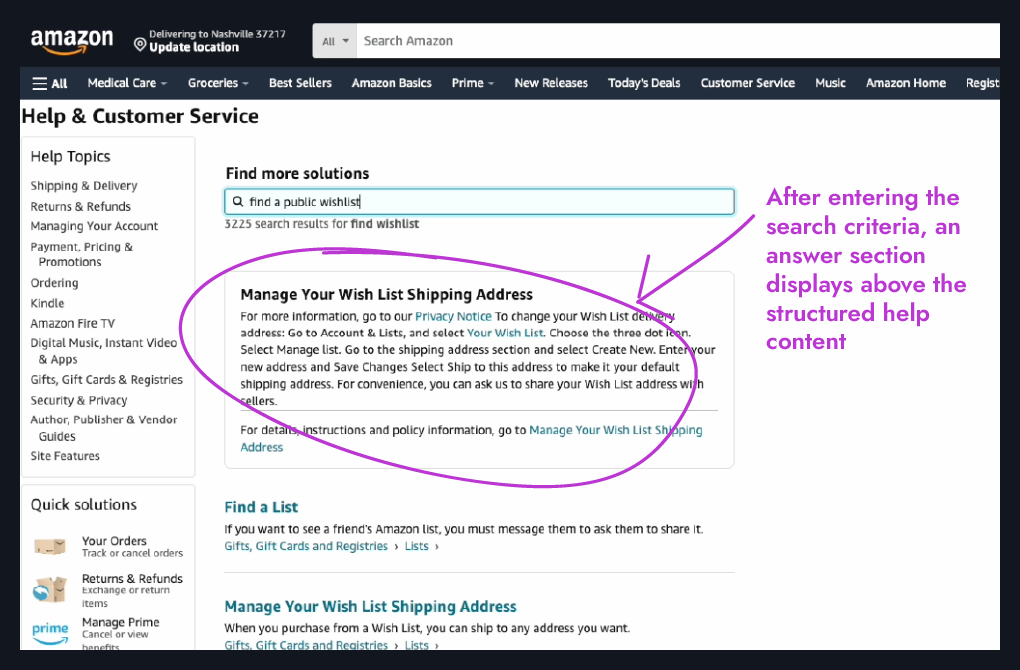 amazon
Delivering to Nashville 37217
Update location
All
Search Amazon
All
Medical Care
Groceries
Best Sellers
Amazon Basics
Prime
New Releases
Today's Deals
Customer Service
Music
Amazon Home
Regist
Help & Customer Service
Help Topics
Shipping & Delivery
Returns & Refunds
Managing Your Account
Payment, Pricing &
Promotions
Ordering
Kindle
Amazon Fire TV
Digital Music, Instant Video
& Apps
Gifts, Gift Cards & Registries
Security & Privacy
Author, Publisher & Vendor
Guides
Site Features
Quick solutions
Your Orders
Track or cancel orders
Returns & Refunds
Exchange or return
items
prime
Manage Prime
Cancel or view
benefits
Find more solutions
find a public wishlist
3225 search results for find wishlist
Manage Your Wish List Shipping Address
For more information, go to our Privacy Notice To change your Wish List delivery
address: Go to Account & Lists, and select Your Wish List. Choose the three dot icon.
Select Manage list. Go to the shipping address section and select Create New. Enter your
new address and Save Changes Select Ship to this address to make it your default
shipping address. For convenience, you can ask us to share your Wish List address with
sellers.
For details, instructions and policy information, go to Manage Your Wish List Shipping
Address
Find a List
If you want to see a friend's Amazon list, you must message them to ask them to share it.
Gifts, Gift Cards and Registries › Lists ›
Manage Your Wish List Shipping Address
When you purchase from a Wish List, you can ship to any address you want.
Gifts, Gift Cards and Registries › Lists ›
After entering the
search criteria, an
answer section
displays above the
structured help
content